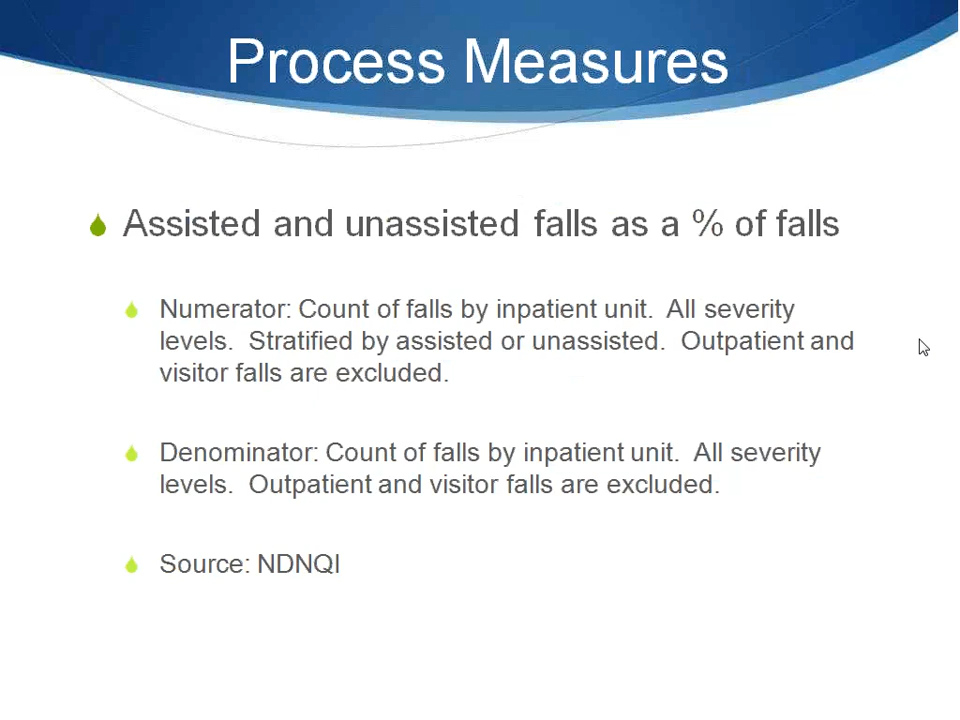 Process Measures
Assisted and unassisted falls as a % of falls
Numerator: Count of falls by inpatient unit.  All severity
levels.  Stratified by assisted or unassisted.  Outpatient and
visitor falls are excluded.
Denominator: Count of falls by inpatient unit.  All severity
levels.  Outpatient and visitor falls are excluded.
Source: NDNQI